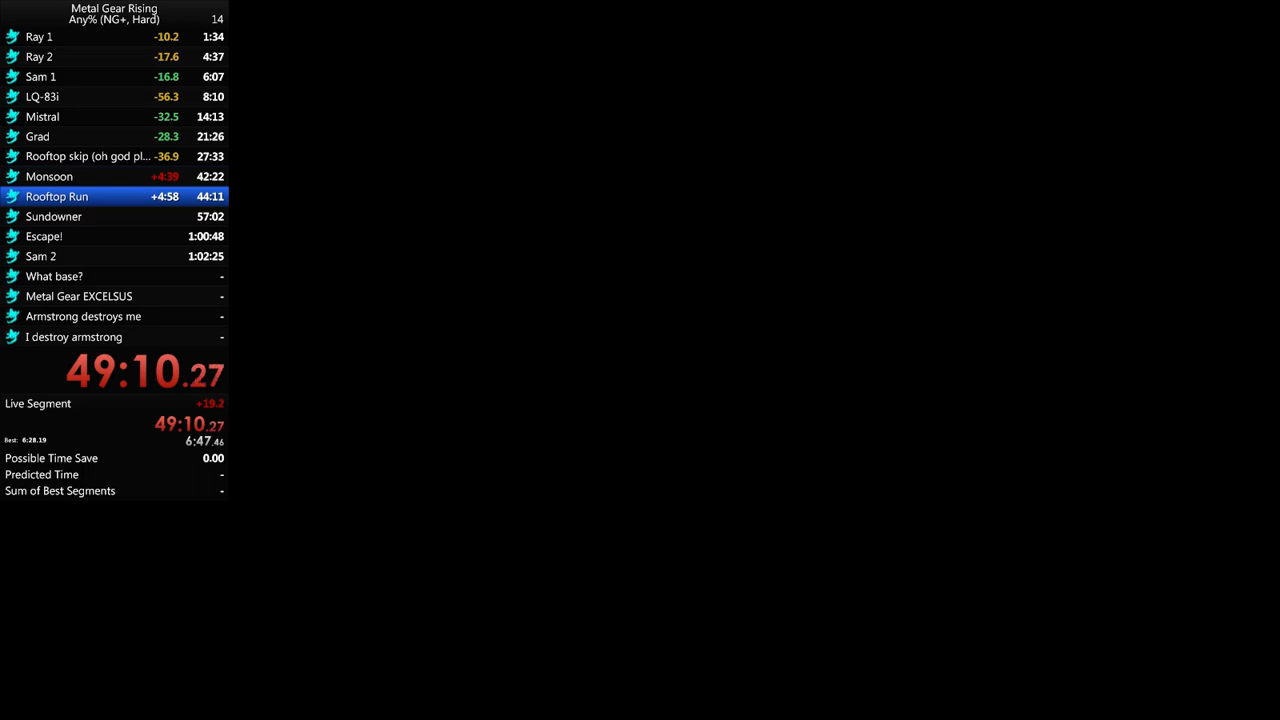 Metal Gear Rising
Any% (NG+, Hard) 14
Ray 1 -10.2 1:34
Ray 2 -17.6 4:37
Sam 1 -16.8 6:07
LQ-83i -56.3 8:10
Mistral -32.5 14:13
Grad -28.3 21:26
Rooftop skip (oh god pl... -36.9 27:33
Monsoon +4:39 42:22
Rooftop Run +4:58 44:11
Sundowner 57:02
Escape! 1:00:48
Sam 2 1:02:25
What base? -
Metal Gear EXCELSUS -
Armstrong destroys me -
I destroy armstrong -
49:10.27
Live Segment +19.2
49:10.27
Best: 6:28.19 6:47.46
Possible Time Save 0.00
Predicted Time -
Sum of Best Segments -